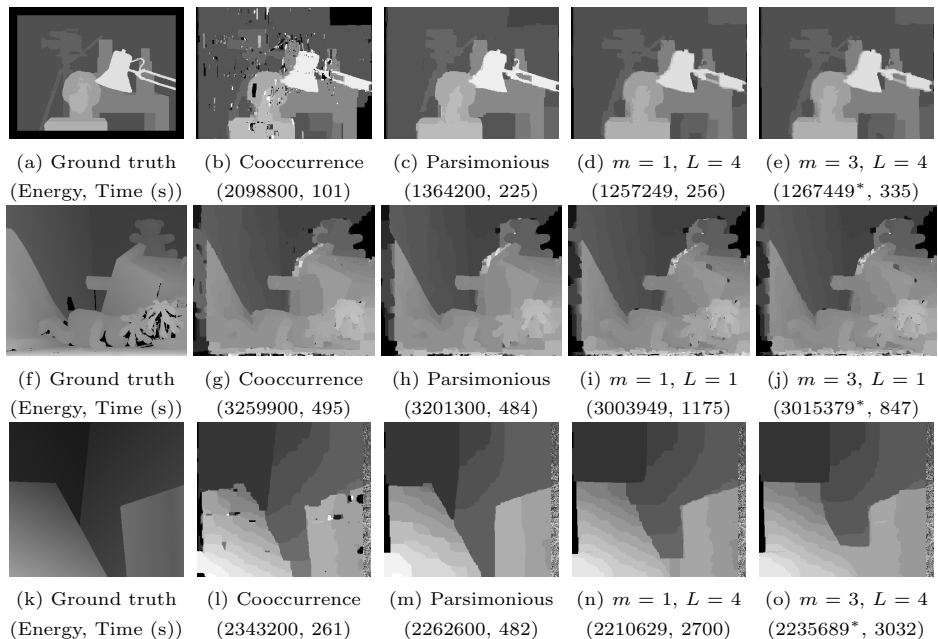 (a) Ground truth (b) Cooccurrence (c) Parsimonious (d) m = 1, L = 4 (e) m = 3, L = 4
(Energy, Time (s)) (2098800, 101) (1364200, 225) (1257249, 256) (1267449*, 335)
(f) Ground truth (g) Cooccurrence (h) Parsimonious (i) m = 1, L = 1 (j) m = 3, L = 1
(Energy, Time (s)) (3259900, 495) (3201300, 484) (3003949, 1175) (3015379*, 847)
(k) Ground truth (l) Cooccurrence (m) Parsimonious (n) m = 1, L = 4 (o) m = 3, L = 4
(Energy, Time (s)) (2343200, 261) (2262600, 482) (2210629, 2700) (2235689*, 3032)